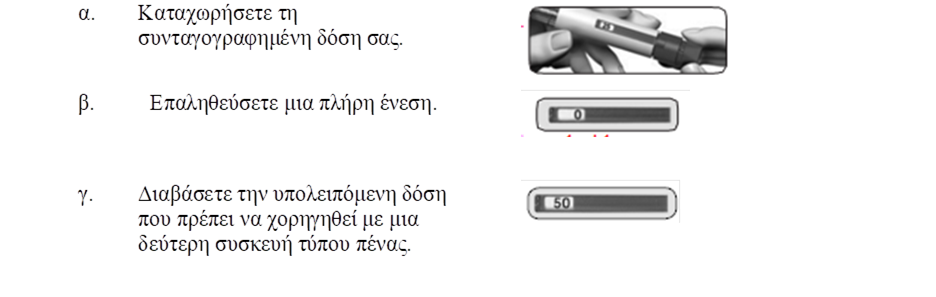 α. Καταχωρήσετε τη
συνταγογραφημένη δόση σας.
β. Επαληθεύσετε μια πλήρη ένεση.
0
γ. Διαβάσετε την υπολειπόμενη δόση
που πρέπει να χορηγηθεί με μια
δεύτερη συσκευή τύπου πένας.
50